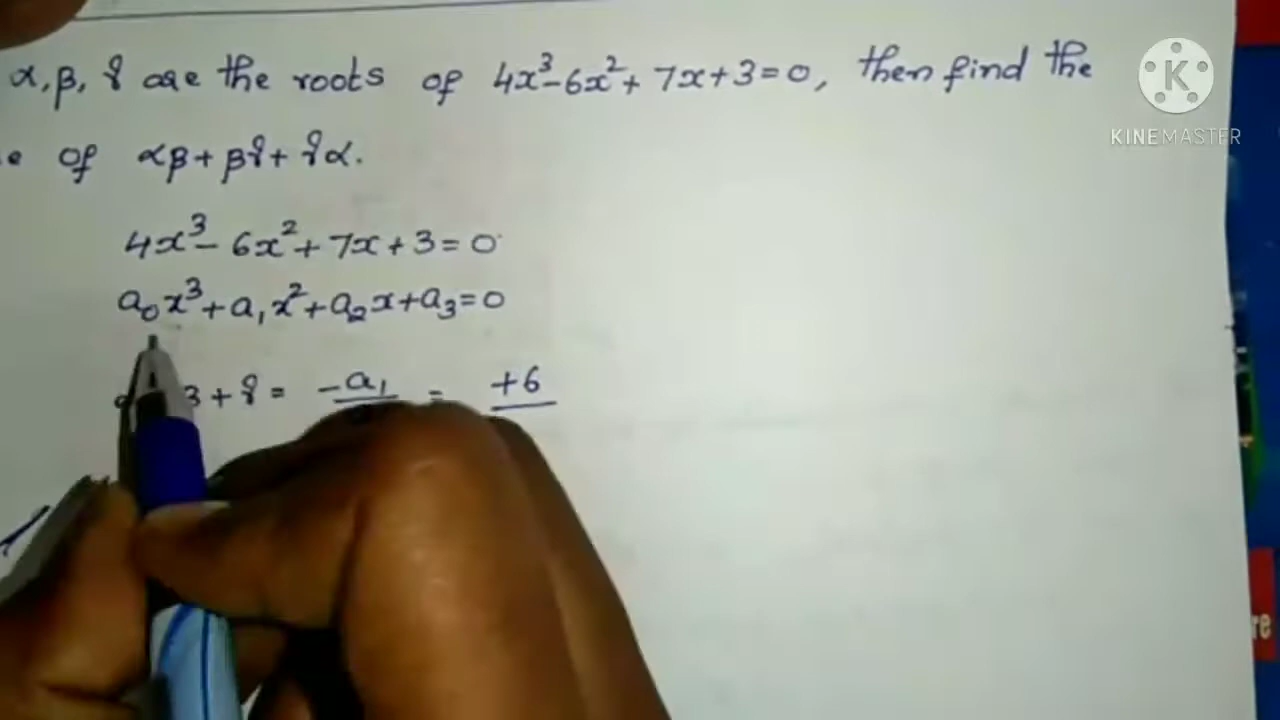 α, β, γ are the roots of 4x³-6x²+7x+3=0, then find the
of αβ+βγ+γα.
4x³-6x²+7x+3=0
a₀x³+a₁x²+a₂x+a₃=0
+γ = -a₁ = +6
KINEMASTER
re